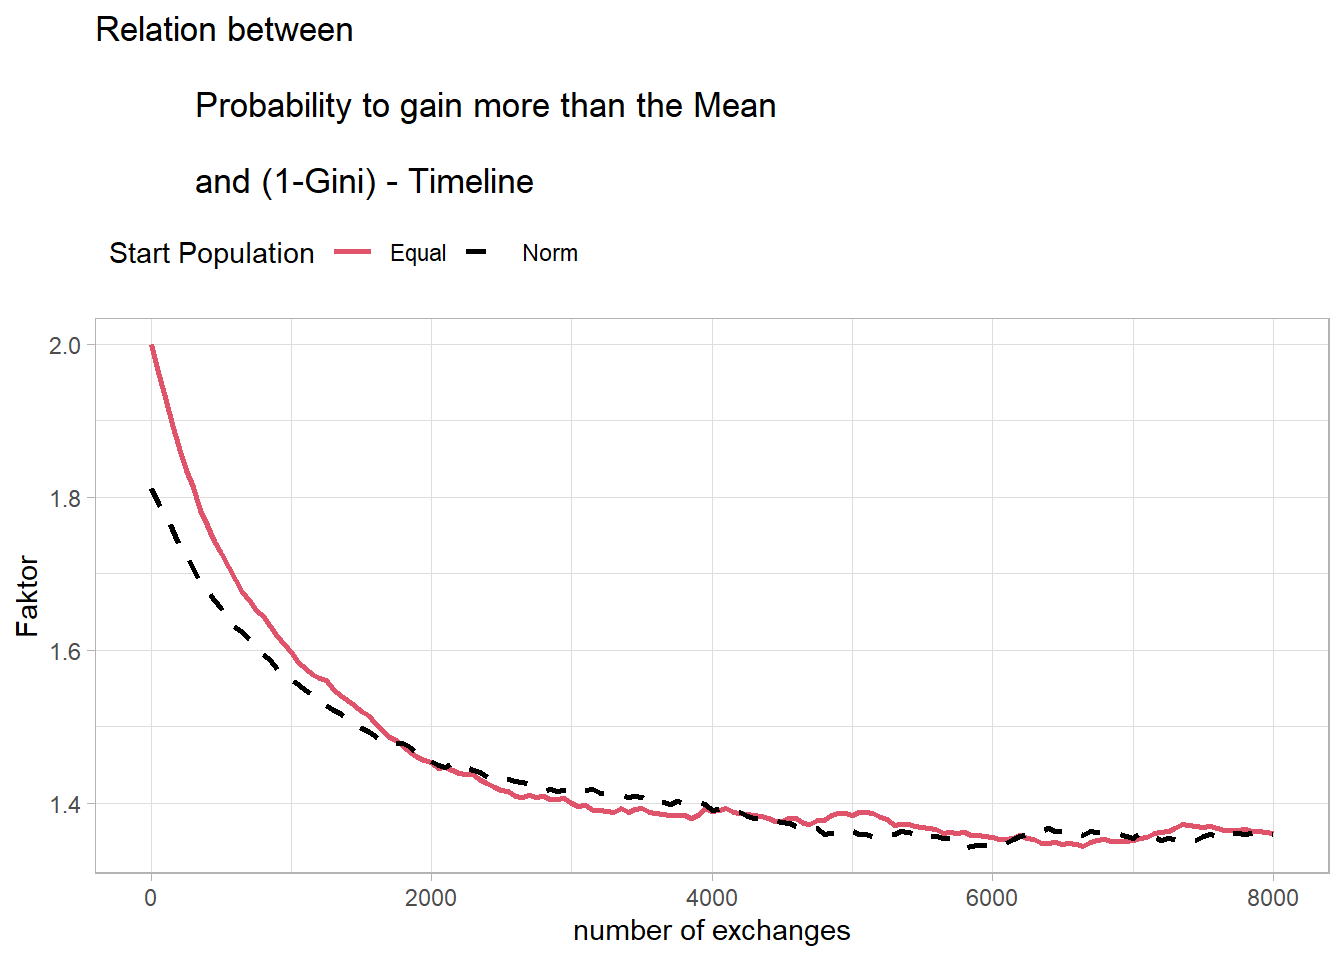 Relation between
Probability to gain more than the Mean
and (1-Gini) - Timeline
Start Population Equal Norm
2.0
1.8
1.6
1.4
Faktor
0 2000 4000 6000 8000
number of exchanges